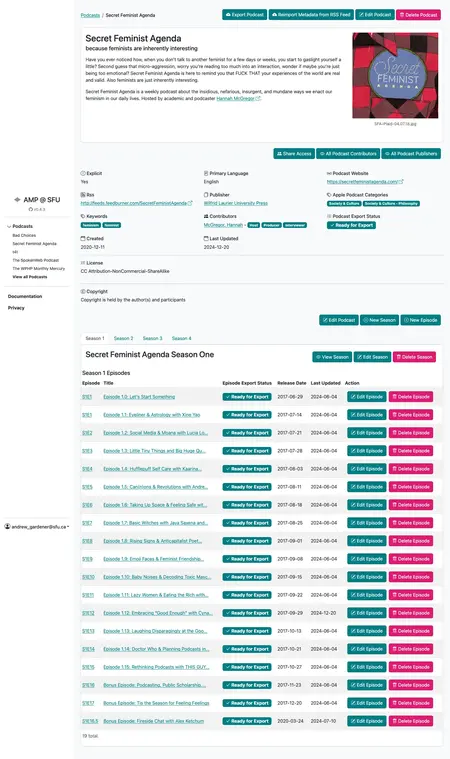 Podcasts / Secret Feminist Agenda
Export Podcast
Reimport Metadata from RSS Feed
Edit Podcast
Delete Podcast
Secret Feminist Agenda
because feminists are inherently interesting
Have you ever noticed how, when you don't talk to another feminist for a few days or weeks, you start to gaslight yourself a
little? Second guess that micro-aggression, worry you're reading too much into an interaction, wonder if maybe you're
just being too emotional? Secret Feminist Agenda is here to remind you that FUCK THAT your experiences of the world are real
and valid. Also feminists are just inherently interesting.
Secret Feminist Agenda is a weekly podcast about the insidious, nefarious, insurgent, and mundane ways we enact our
feminism in our daily lives. Hosted by academic and podcaster Hannah McGregor
Secret
FEMINIST
AGENDA
Share Access
All Podcast Contributors
All Podcast Publishers
AMP @ SFU
Podcasts
Bad Choices
Secret Feminist Agenda
The SpokenWeb Podcast
The WPHP Monthly Mercury
View all Podcasts
Documentation
Privacy
andrew_gardener@sfu.ca
Explicit
Yes
Primary Language
English
Podcast Website
https://secretfeministagenda.com/
Rss
http://feeds.feedburner.com/SecretFeministAgenda
Publisher
Wilfrid Laurier University Press
Apple Podcast Categories
Society & Culture
Society & Culture - Philosophy
Keywords
feminism
feminist
Contributors
McGregor, Hannah -
Host
Producer
Interviewer
Podcast Export Status
Ready for Export
Created
2020-12-11
Last Updated
2024-12-20
License
CC Attribution-NonCommercial-ShareAlike
Copyright
Copyright is held by the author(s) and participants
Edit Podcast
New Season
New Episode
Season 1
Season 2
Season 3
Season 4
Secret Feminist Agenda Season One
View Season
Edit Season
Delete Season
Season 1 Episodes
Episode Title Episode Export Status Release Date Last Updated Action
S1E1 Episode 1.0: Let's Start Something Ready for Export 2017-06-29 2024-06-04 Edit Episode Delete Episode
S1E1 Episode 1.1: Eyeliner & Astrology with Kine Yao Ready for Export 2017-07-14 2024-06-04 Edit Episode Delete Episode
S1E2 Episode 1.2: Social Media & Moana with Lucia Lo... Ready for Export 2017-07-21 2024-06-04 Edit Episode Delete Episode
S1E3 Episode 1.3: Little Tiny Things and Big Huge Qu... Ready for Export 2017-07-28 2024-06-04 Edit Episode Delete Episode
S1E4 Episode 1.4: Hufflepuff Self Care with Kaarina... Ready for Export 2017-08-03 2024-06-04 Edit Episode Delete Episode
S1E5 Episode 1.5: Carnivals & Revolutions with Andre... Ready for Export 2017-08-11 2024-06-04 Edit Episode Delete Episode
S1E6 Episode 1.6: Taking Up Space & Feeling Safe wit... Ready for Export 2017-08-18 2024-06-04 Edit Episode Delete Episode
S1E7 Episode 1.7: Basic Witches with Jaya Saxena and... Ready for Export 2017-08-25 2024-06-04 Edit Episode Delete Episode
S1E8 Episode 1.8: Rising Signs & Anticapitalist Poet... Ready for Export 2017-09-01 2024-06-04 Edit Episode Delete Episode
S1E9 Episode 1.9: Emoji Faces & Feminist Friendship... Ready for Export 2017-09-08 2024-06-04 Edit Episode Delete Episode
S1E10 Episode 1.10: Baby Noises & Decoding Toxic Masc... Ready for Export 2017-09-15 2024-06-04 Edit Episode Delete Episode
S1E11 Episode 1.11: Lazy Women & Eating the Rich with... Ready for Export 2017-09-22 2024-06-04 Edit Episode Delete Episode
S1E12 Episode 1.12: Embracing "Good Enough" with Cyna... Ready for Export 2017-09-29 2024-12-20 Edit Episode Delete Episode
S1E13 Episode 1.13: Laughing Disparagingly at the Goo... Ready for Export 2017-10-13 2024-06-04 Edit Episode Delete Episode
S1E14 Episode 1.14: Doctor Who & Planning Podcasts m... Ready for Export 2017-10-21 2024-06-04 Edit Episode Delete Episode
S1E15 Episode 1.15: Rethinking Podcasts with THIS GUY... Ready for Export 2017-10-27 2024-06-04 Edit Episode Delete Episode
S1E16 Bonus Episode: Podcasting, Public Scholarship,... Ready for Export 2017-11-23 2024-06-04 Edit Episode Delete Episode
S1E17 Bonus Episode: Tis the Season for Feeling Feelings Ready for Export 2017-12-20 2024-06-04 Edit Episode Delete Episode
S1E16.8 Bonus Episode: Fireside Chat with Alex Ketchum Ready for Export 2020-03-24 2024-07-10 Edit Episode Delete Episode
19 total